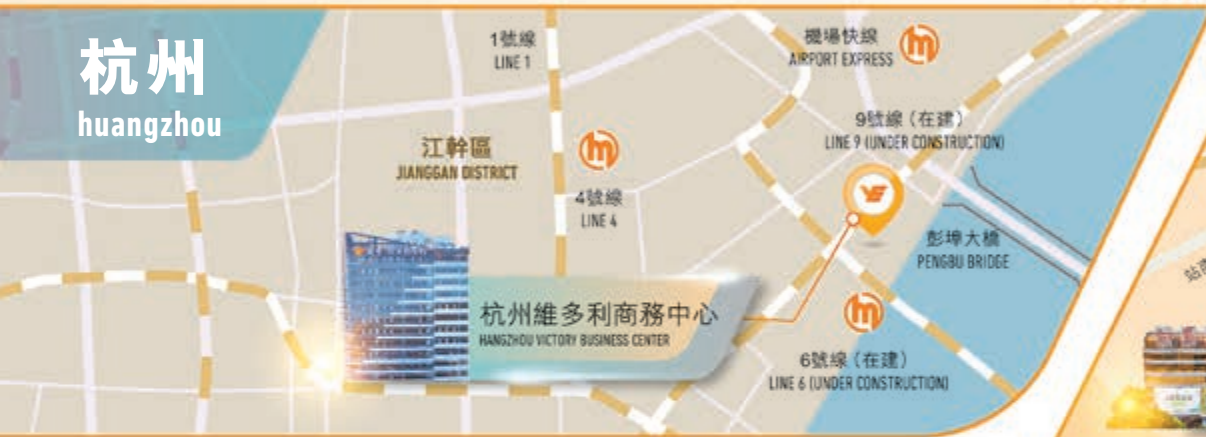 杭州
huangzhou
1號線
LINE 1
機場快線
AIRPORT EXPRESS
9號線（在建）
LINE 9 (UNDER CONSTRUCTION)
江幹區
JIANGGAN DISTRICT
4號線
LINE 4
彭埠大橋
PENGBU BRIDGE
杭州維多利商務中心
HANGZHOU VICTORY BUSINESS CENTER
6號線（在建）
LINE 6 (UNDER CONSTRUCTION)